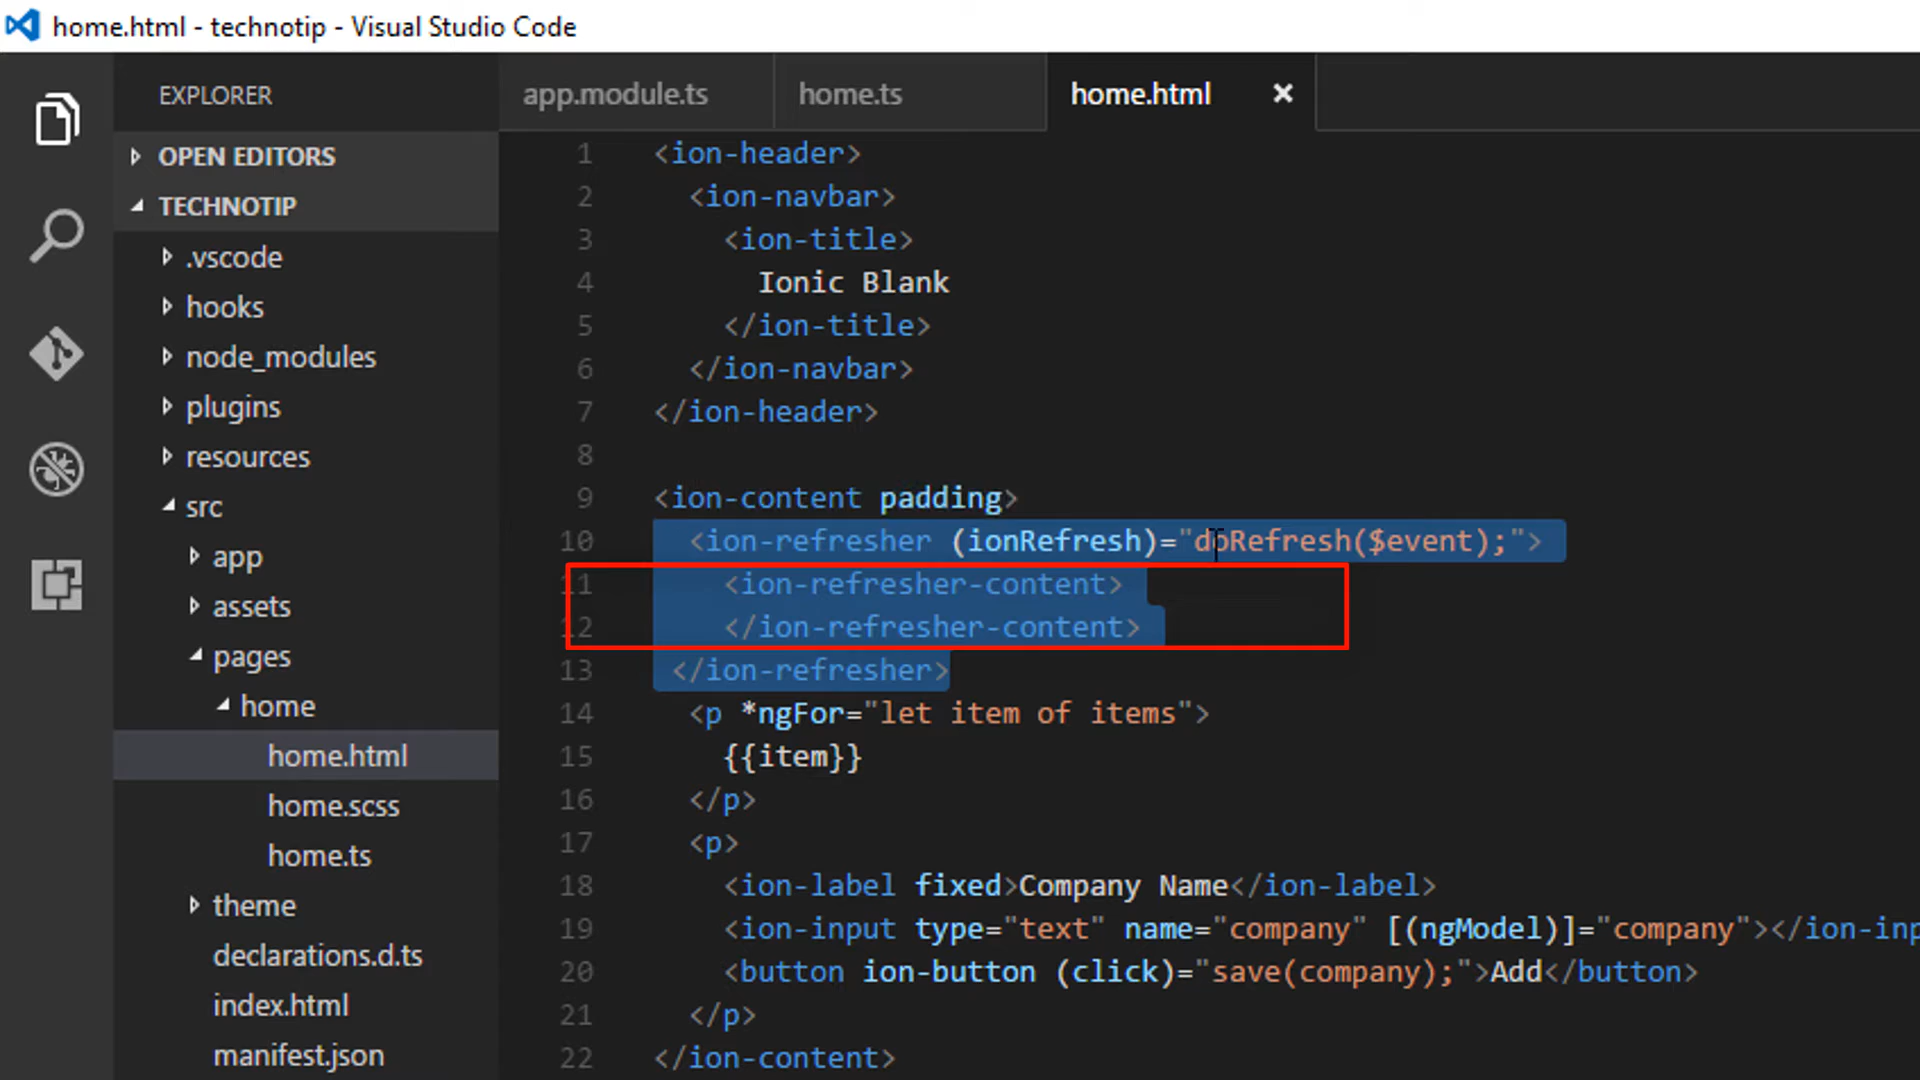 home.html - technotip - Visual Studio Code
EXPLORER
OPEN EDITORS
TECHNOTIP
.vscode
hooks
node_modules
plugins
resources
src
app
assets
pages
home
home.html
home.scss
home.ts
theme
declarations.d.ts
index.html
manifest.json
app.module.ts home.ts home.html
1 <ion-header>
2 <ion-navbar>
3 <ion-title>
4 Ionic Blank
5 </ion-title>
6 </ion-navbar>
7 </ion-header>
8
9 <ion-content padding>
10 <ion-refresher (ionRefresh)="doRefresh($event);">
11 <ion-refresher-content>
12 </ion-refresher-content>
13 </ion-refresher>
14 <p *ngFor="let item of items">
15 {{item}}
16 </p>
17 <p>
18 <ion-label fixed>Company Name</ion-label>
19 <ion-input type="text" name="company" [(ngModel)]="company"></ion-inp
20 <button ion-button (click)="save(company);">Add</button>
21 </p>
22 </ion-content>